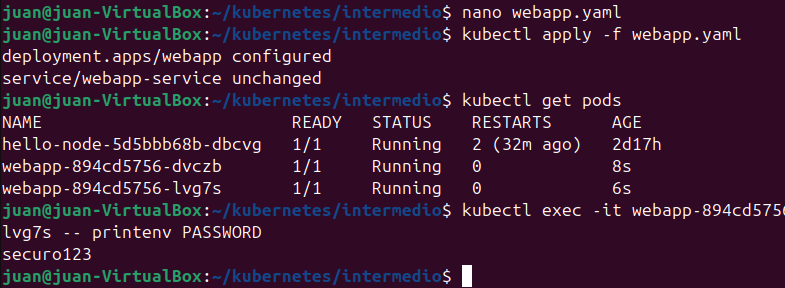 juan@juan-VirtualBox:~/kubernetes/intermedio$ nano webapp.yaml
juan@juan-VirtualBox:~/kubernetes/intermedio$ kubectl apply -f webapp.yaml
deployment.apps/webapp configured
service/webapp-service unchanged
juan@juan-VirtualBox:~/kubernetes/intermedio$ kubectl get pods
NAME                          READY   STATUS    RESTARTS      AGE
hello-node-5d5bbb68b-dbcvg   1/1     Running   2 (32m ago)   2d17h
webapp-894cd5756-dvczb       1/1     Running   0             8s
webapp-894cd5756-lvg7s       1/1     Running   0             6s
juan@juan-VirtualBox:~/kubernetes/intermedio$ kubectl exec -it webapp-894cd5756
lvg7s -- printenv PASSWORD
securo123
juan@juan-VirtualBox:~/kubernetes/intermedio$